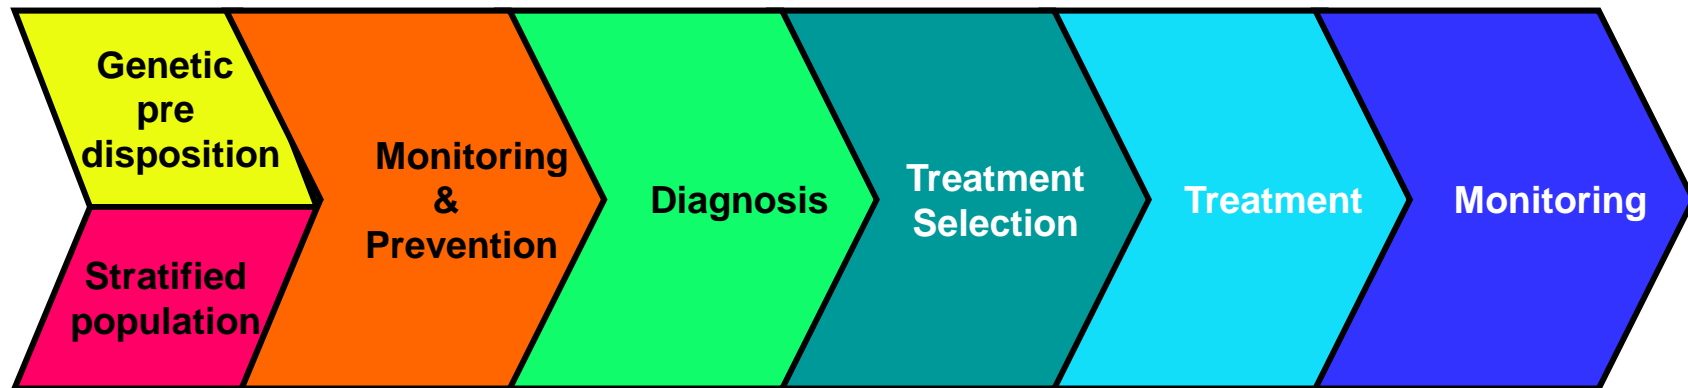 Genetic
pre
disposition
Stratified
population
Monitoring
&
Prevention
Diagnosis
Treatment
Selection
Treatment
Monitoring